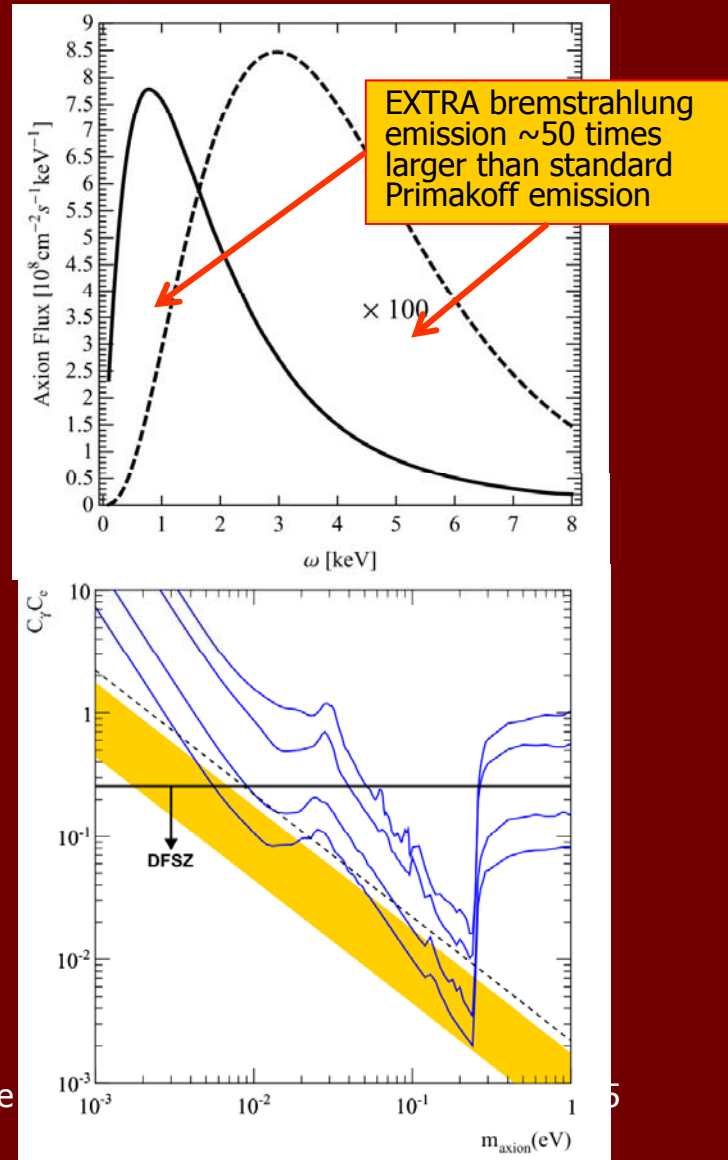 9
8.5
8
7.5
7
6.5
6
5.5
5
4.5
4
3.5
3
2.5
2
1.5
1
0.5
0
Axion Flux [10⁸cm⁻²s⁻¹keV⁻¹]
EXTRA bremstrahlung
emission ~50 times
larger than standard
Primakoff emission
× 100
0 1 2 3 4 5 6 7 8
ω [keV]
CᵧCₑ
10
1
10⁻¹
10⁻²
10⁻³
DFSZ
10⁻³ 10⁻² 10⁻¹ 1
m_axion(eV)
e
5